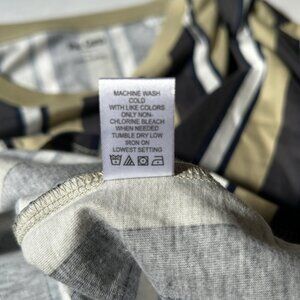 MACHINE WASH
COLD
WITH LIKE COLORS
ONLY NON-
CHLORINE BLEACH
WHEN NEEDED
TUMBLE DRY LOW
IRON ON
LOWEST SETTING